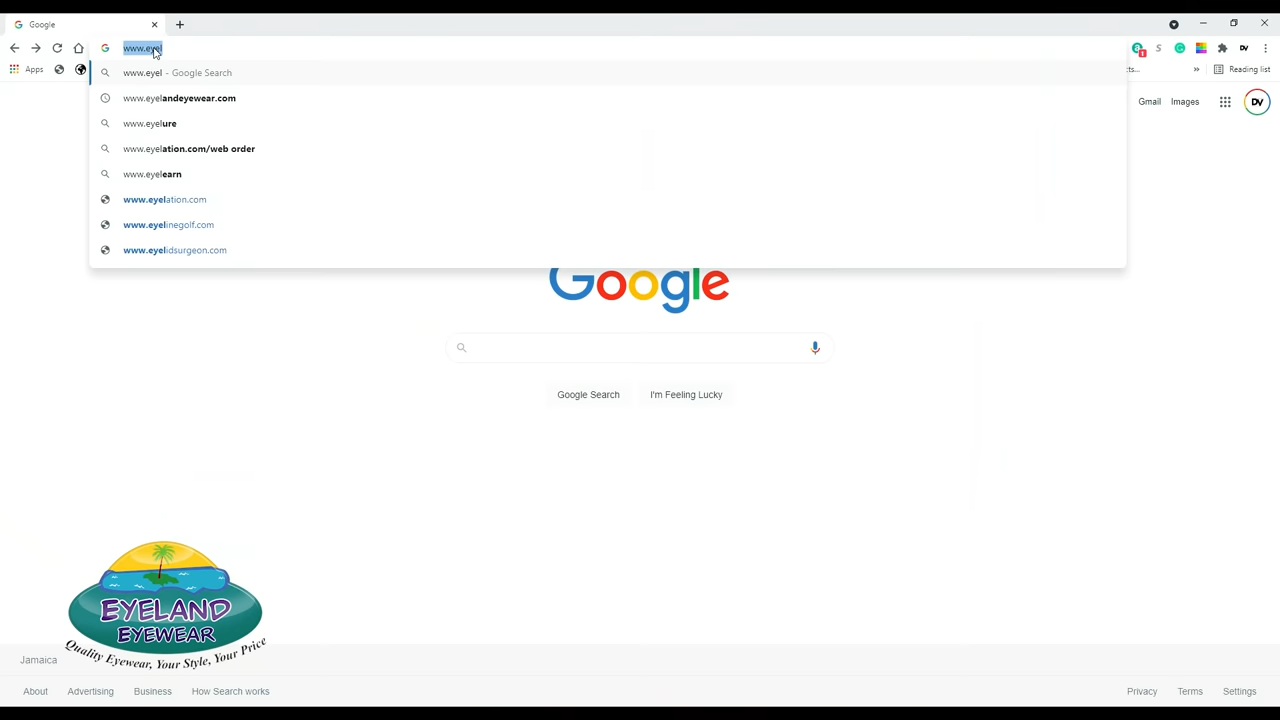 Google
www.eyel
Apps
ts...
»
Reading list
www.eyel - Google Search
www.eyelandeyewear.com
www.eyelure
www.eyelation.com/web order
www.eyelearn
www.eyelation.com
www.eyelinegolf.com
www.eyelidsurgeon.com
Gmail Images
DV
Google
Google Search I'm Feeling Lucky
EYELAND
EYEWEAR
Quality Eyewear, Your Style, Your Price
Jamaica
About Advertising Business How Search works
Privacy Terms Settings